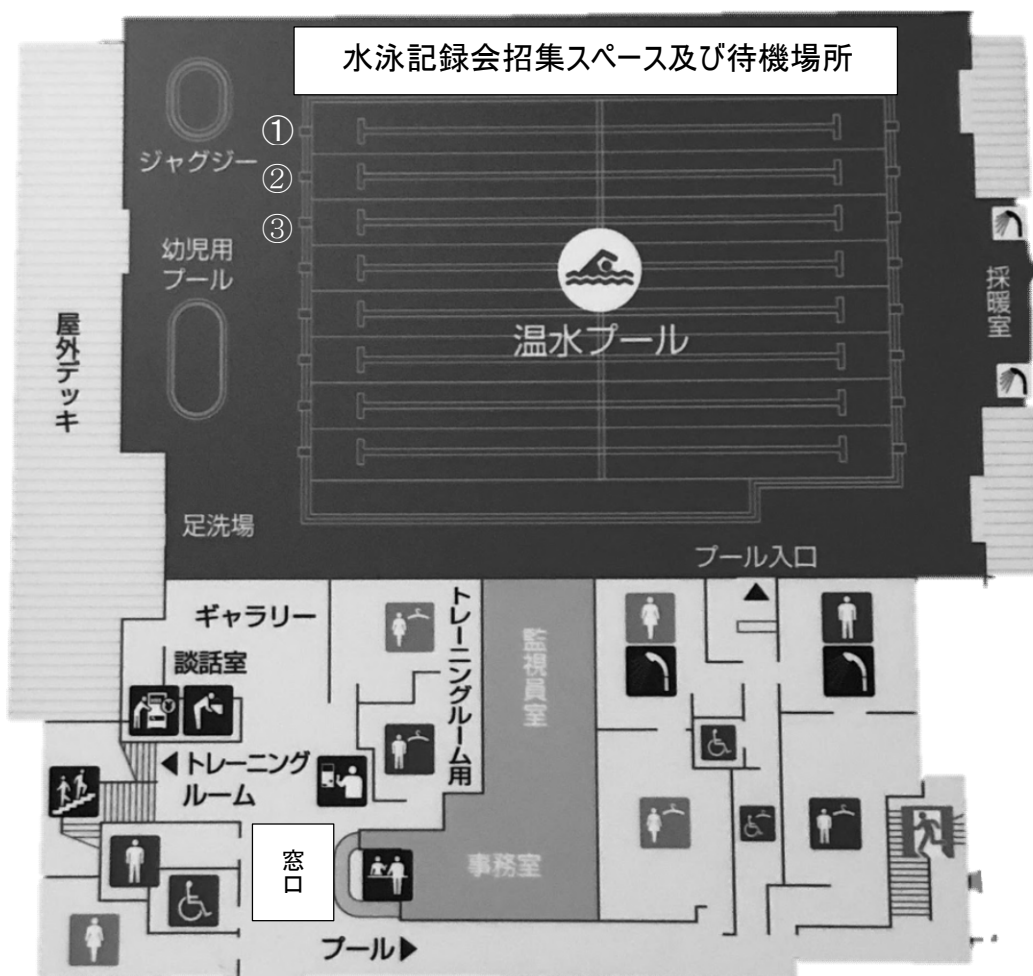 水泳記録会招集スペース及び待機場所
①
ジャグジー
②
③
幼児用
プール
採暖室
温水プール
屋外デッキ
足洗場
プール入口
ギャラリー
トレーニングルーム用
監視員室
談話室
◀トレーニング
ルーム
窓口
事務室
プール▶